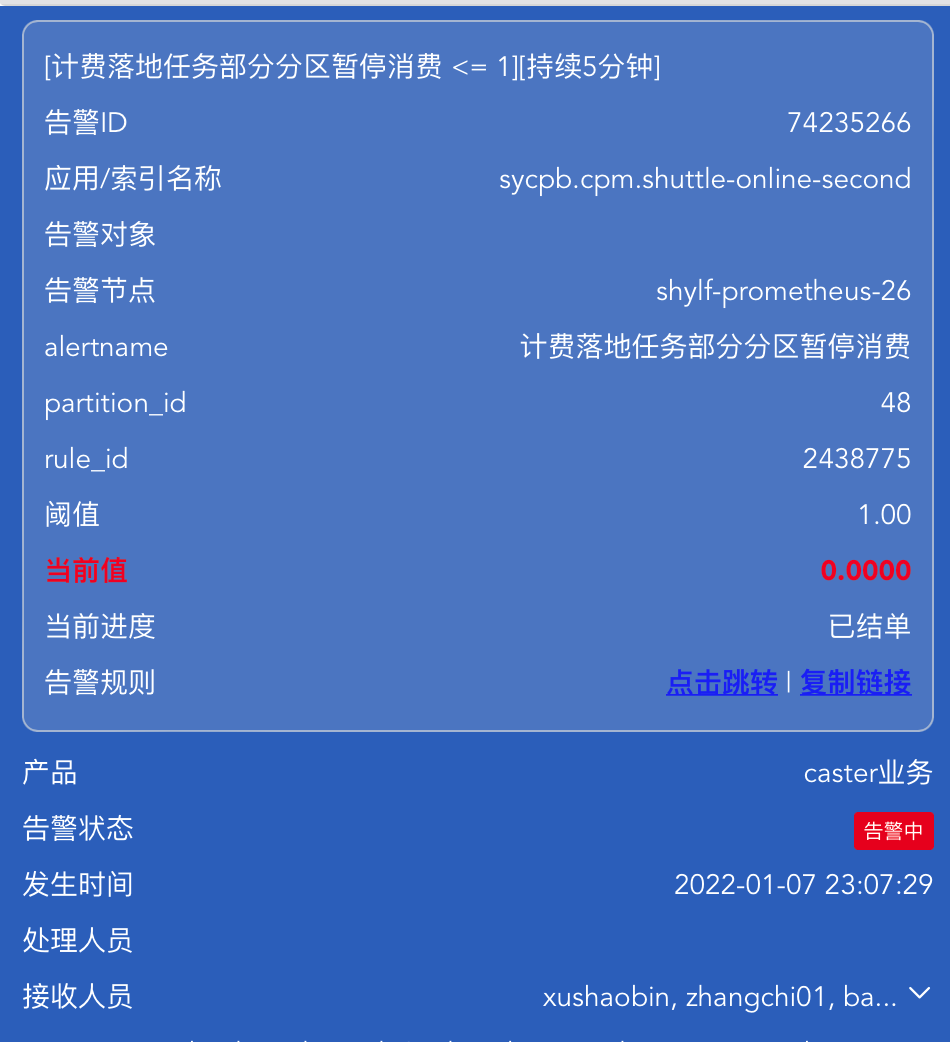 [计费落地任务部分分区暂停消费 <= 1][持续5分钟]
告警ID 74235266
应用/索引名称 sycpb.cpm.shuttle-online-second
告警对象
告警节点 shylf-prometheus-26
alertname 计费落地任务部分分区暂停消费
partition_id 48
rule_id 2438775
阈值 1.00
当前值 0.0000
当前进度 已结单
告警规则 点击跳转 | 复制链接
产品 caster业务
告警状态 告警中
发生时间 2022-01-07 23:07:29
处理人员
接收人员 xushaobin, zhangchi01, ba...